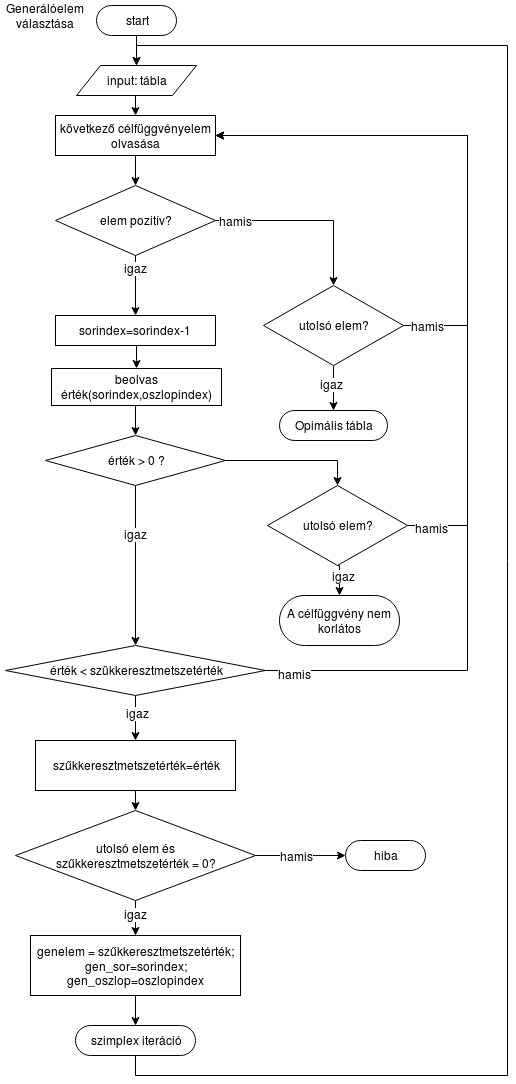 Generálóelem
választása
start
input: tábla
következő célfüggvényelem
olvasása
elem pozitív?
hamis
igaz
utolsó elem?
hamis
sorindex=sorindex-1
igaz
beolvas
érték(sorindex,oszlopindex)
Opimális tábla
érték > 0 ?
utolsó elem?
hamis
igaz
igaz
A célfüggvény nem
korlátos
érték < szükkeresztmetszetérték
hamis
igaz
szűkkeresztmetszetérték=érték
utolsó elem és
szűkkeresztmetszetérték = 0?
hamis
hiba
igaz
genelem = szűkkeresztmetszetérték;
gen_sor=sorindex;
gen_oszlop=oszlopindex
szimplex iteráció